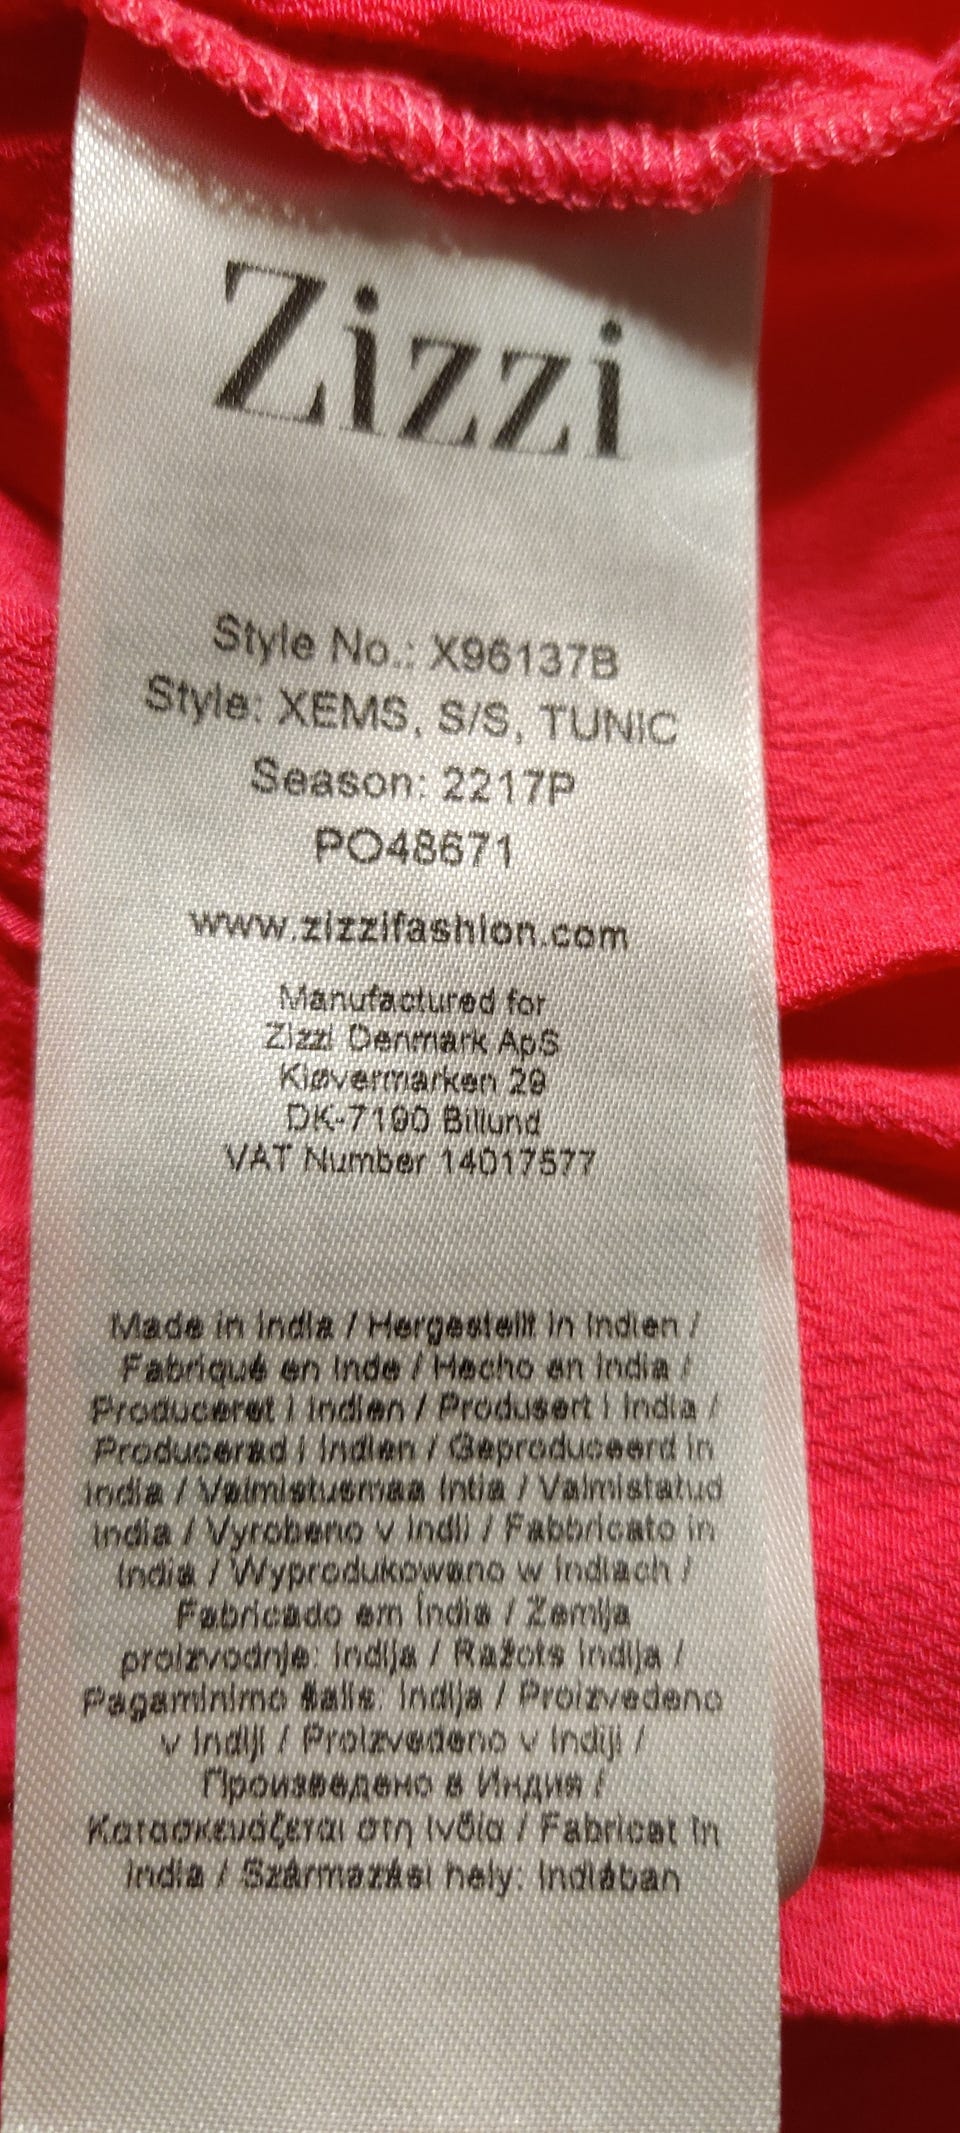 Zizzi
Style No.: X96137B
Style: XEMS, S/S, TUNIC
Season: 2217P
PO48671
www.zizzifashion.com
Manufactured for
Zizzi Denmark ApS
Kløvermarken 29
DK-7190 Billund
VAT Number 14017577
Made in India / Hergestellt in Indien /
Fabriqué en Inde / Hecho en India /
Produceret i Indien / Produsert i India /
Producerad i Indien / Geproduceerd in
India / Valmistusmaa Intia / Valmistatud
India / Vyrobeno v Indii / Fabbricato in
India / Wyprodukowano w Indiach /
Fabricado em Índia / Zemlja
proizvodnje: Indija / Ražots Indija /
Pagaminimo šalis: Indija / Proizvedeno
v Indiji / Proizvedeno v Indiji /
Произведено в Индия /
Κατασκευάζεται στη Ινδία / Fabricat în
India / Származási hely: Indiában